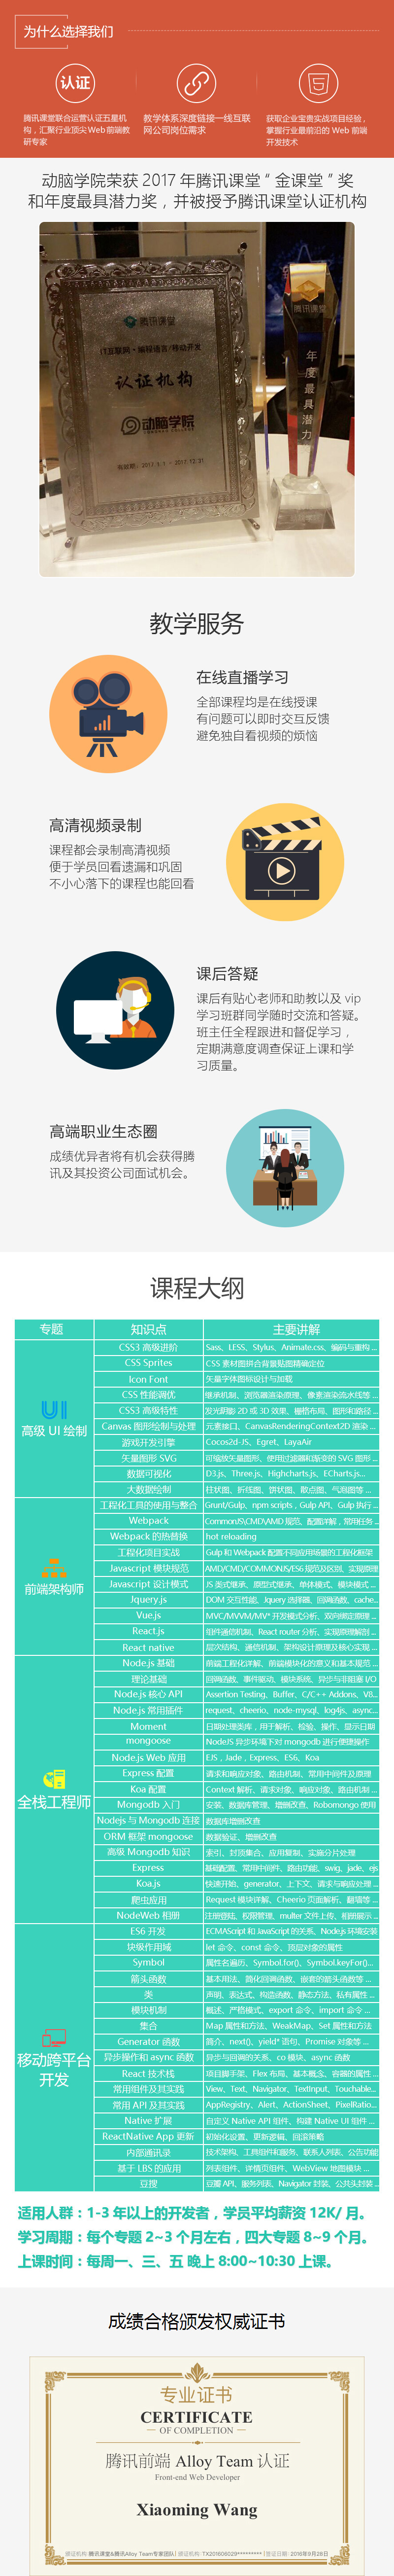 为什么选择我们
认证
腾讯课堂联合运营认证五星机
构，汇聚行业顶尖Web前端教
研专家
教学体系深度链接一线互联
网公司岗位需求
获取企业宝贵实战项目经验，
掌握行业最前沿的 Web 前端
开发技术
动脑学院荣获 2017 年腾讯课堂 " 金课堂 " 奖
和年度最具潜力奖，并被授予腾讯课堂认证机构
腾讯课堂
IT互联网·编程语言/移动开发
认证机构
动脑学院
有效期：2017.3.1 - 2017.12.31
腾讯课堂
年度最具潜力
教学服务
在线直播学习
全部课程均是在线授课
有问题可以即时交互反馈
避免独自看视频的烦恼
高清视频录制
课程都会录制高清视频
便于学员回看遗漏和巩固
不小心落下的课程也能回看
课后答疑
课后有贴心老师和助教以及 vip
学习班群同学随时交流和答疑。
班主任全程跟进和督促学习，
定期满意度调查保证上课和学
习质量。
高端职业生态圈
成绩优异者将有机会获得腾
讯及其投资公司面试机会。
课程大纲
专题 知识点 主要讲解
UI
高级 UI 绘制
CSS3 高级进阶 Sass、LESS、Stylus、Animate.css、编码与重构 ...
CSS Sprites CSS 素材图拼合背景贴图精确定位
Icon Font 矢量字体图标设计与加载
CSS 性能调优 继承机制、浏览器渲染原理、像素渲染流水线等 ...
CSS3 高级特性 发光阴影 2D 或 3D 效果、栅格布局、图形和路径 ...
Canvas 图形绘制与处理 元素接口、CanvasRenderingContext2D 渲染 ...
游戏开发引擎 Cocos2d-JS、Egret、LayaAir
矢量图形 SVG 可缩放矢量图形、使用过滤器和渐变的 SVG 图形 ...
数据可视化 D3.js、Three.js、Highcharts.js、ECharts.js...
大数据绘制 柱状图、折线图、饼状图、散点图、气泡图等 ...
前端架构师
工程化工具的使用与整合 Grunt/Gulp、npm scripts、Gulp API、Gulp 执行 ...
Webpack CommonJS\CMD\AMD 规范、配置详解，常用任务 ...
Webpack 的热替换 hot reloading
工程化项目实战 Gulp 和 Webpack 配置不同应用场景的工程化框架
Javascript 模块规范 AMD/CMD/COMMONJS/ES6 规范及区别、实现原理
Javascript 设计模式 JS 类式继承、原型式继承、单体模式、模块模式 ...
Jquery.js DOM 交互性能、Jquery 选择器、回调函数、cache...
Vue.js MVC/MVVM/MV* 开发模式分析、双向绑定原理 ...
React.js 组件通信机制、React router 分析、实现原理解剖 ...
React native 层次结构、通信机制、架构设计原理及核心实现 ...
全栈工程师
Node.js 基础 前端工程化详解、前端模块化的意义和基本规范 ...
理论基础 回调函数、事件驱动、模块系统、异步与非阻塞 I/O
Node.js 核心 API Assertion Testing、Buffer、C/C++ Addons、V8...
Node.js 常用插件 request、cheerio、node-mysql、log4js、async...
Moment 日期处理类库，用于解析、检验、操作、显示日期
mongoose NodeJS 异步环境下对 mongodb 进行便捷操作
Node.js Web 应用 EJS，Jade，Express、ES6、Koa
Express 配置 请求和响应对象、路由机制、常用中间件及原理
Koa 配置 Context 解析、请求对象、响应对象、路由机制 ...
Mongodb 入门 安装、数据库管理、增删改查、Robomongo 使用
Nodejs 与 Mongodb 连接 数据库增删改查
ORM 框架 mongoose 数据验证、增删改查
高级 Mongodb 知识 索引、封顶集合、应用复制、实施分片处理
Express 基础配置、常用中间件、路由功能、swig、jade、ejs
Koa.js 快速开始、generator、上下文、请求与响应处理 ...
爬虫应用 Request 模块详解、Cheerio 页面解析、翻墙等 ...
NodeWeb 相册 注册登陆、权限管理、multer 文件上传、相册展示 ...
移动跨平台
开发
ES6 开发 ECMAScript 和 JavaScript 的关系、Node.js 环境安装
块级作用域 let 命令、const 命令、顶层对象的属性
Symbol 属性名遍历、Symbol.for()、Symbol.keyFor()...
箭头函数 基本用法、简化回调函数、嵌套的箭头函数等 ...
类 声明、表达式、构造函数、静态方法、私有属性 ...
模块机制 概述、严格模式、export 命令、import 命令 ...
集合 Map 属性和方法、WeakMap、Set 属性和方法
Generator 函数 简介、next()、yield* 语句、Promise 对象等 ...
异步操作和 async 函数 异步与回调的关系、co 模块、async 函数
React 技术栈 项目脚手架、Flex 布局、基本概念、容器的属性 ...
常用组件及其实践 View、Text、Navigator、TextInput、Touchable...
常用 API 及其实践 AppRegistry、Alert、ActionSheet、PixelRatio...
Native 扩展 自定义 Native API 组件、构建 Native UI 组件 ...
ReactNative App 更新 初始化设置、更新逻辑、回滚策略
内部通讯录 技术架构、工具组件和服务、联系人列表、公告功能
基于 LBS 的应用 列表组件、详情页组件、WebView 地图模块 ...
豆搜 豆瓣 API、服务列表、Navigator 封装、公共头封装 ...
适用人群：1-3 年以上的开发者，学员平均薪资 12K/ 月。
学习周期：每个专题 2~3 个月左右，四大专题 8~9 个月。
上课时间：每周一、三、五 晚上 8:00~10:30 上课。
成绩合格颁发权威证书
专业证书
CERTIFICATE
OF COMPLETION
腾讯前端 Alloy Team 认证
Front-end Web Developer
Xiaoming Wang
颁证机构:腾讯课堂&腾讯Alloy Team专家团队| 颁证机构: TX201606029********* |签证日期: 2016年9月28日